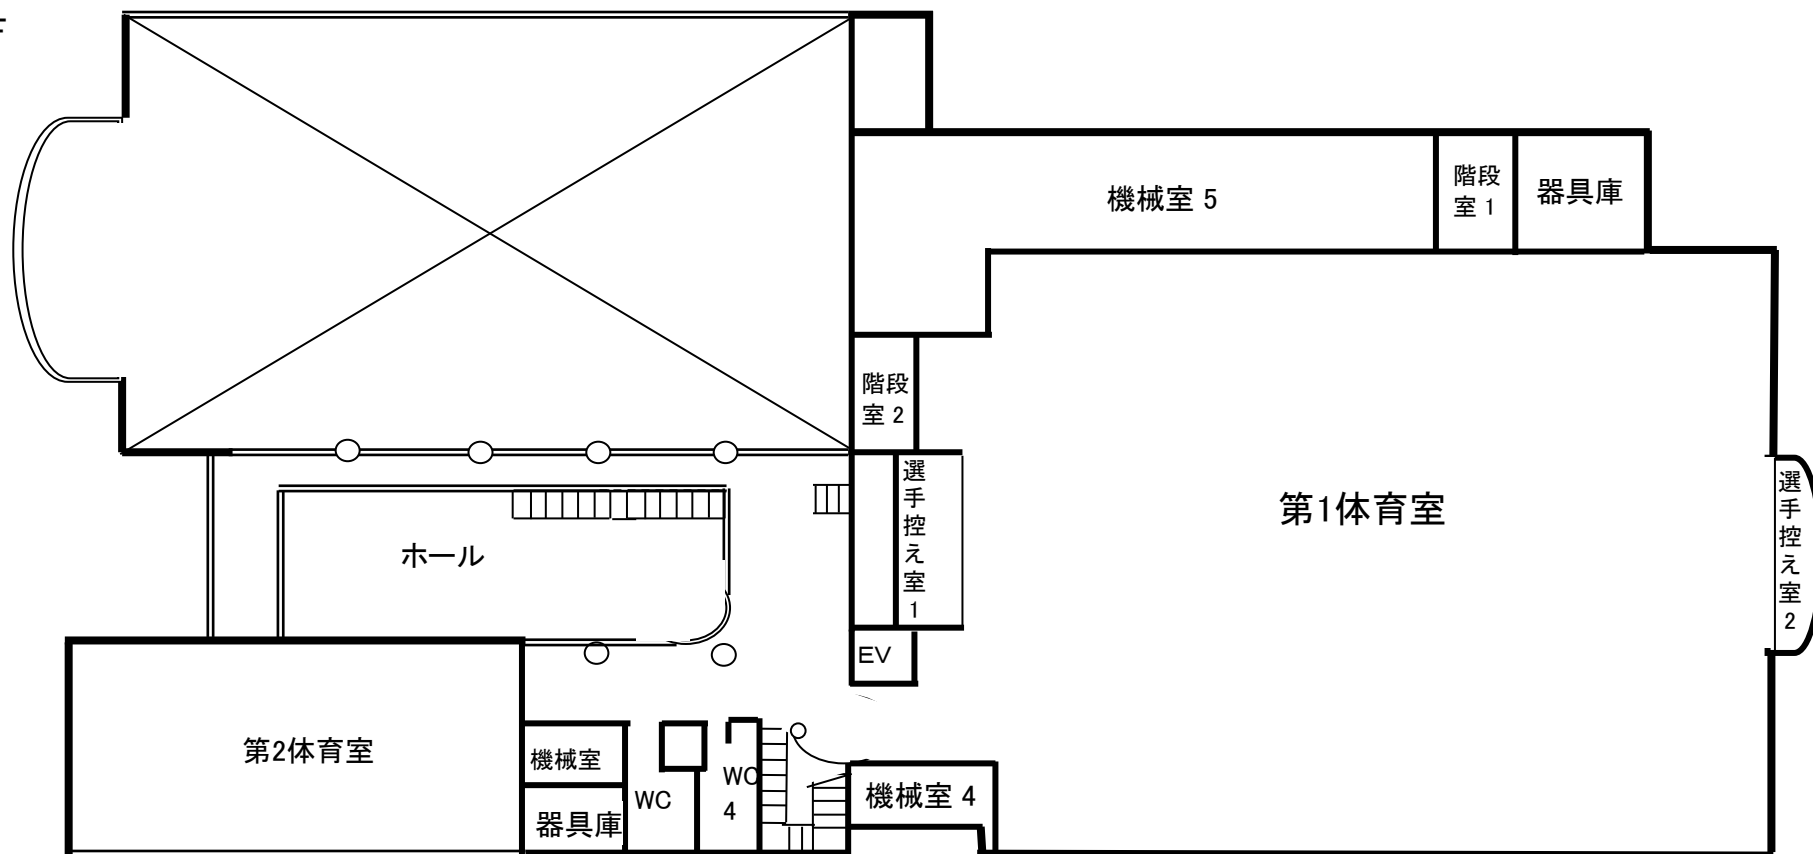 機械室 5
階段
室 1
器具庫
階段
室 2
選手控え室1
第1体育室
選手控え室2
ホール
EV
第2体育室
機械室
器具庫
WC
WC
4
機械室 4